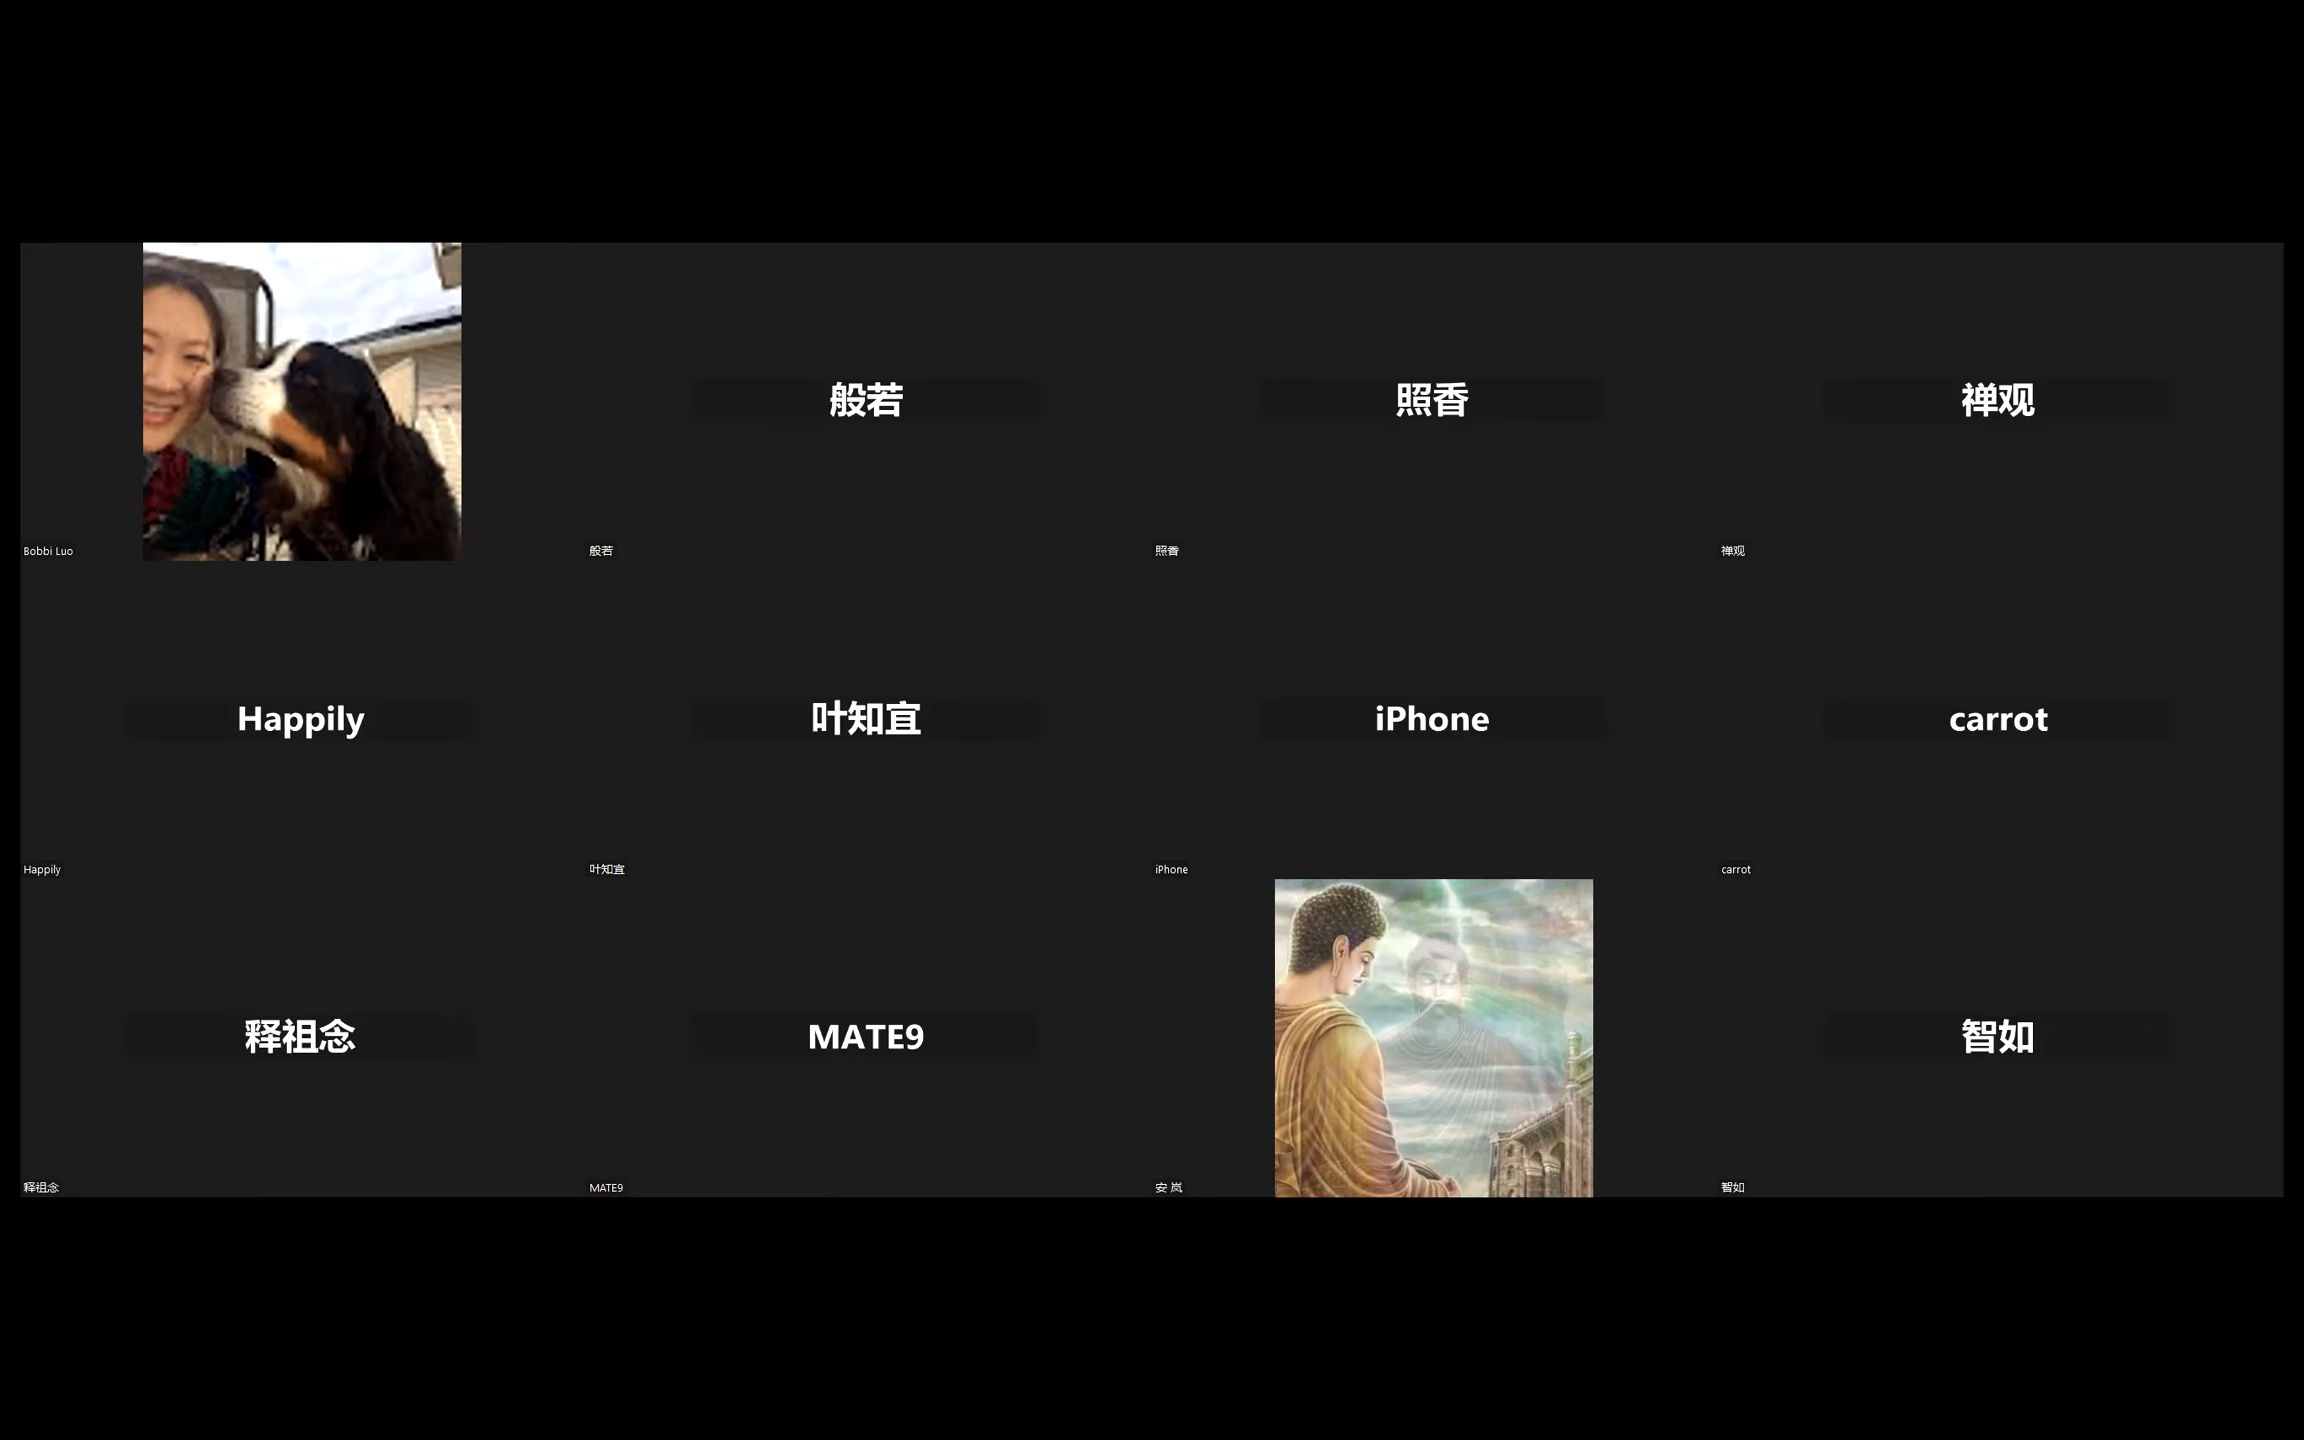 般若
照香
禅观
Bobbi Luo
般若
照香
禅观
Happily
叶知宜
iPhone
carrot
Happily
叶知宜
iPhone
carrot
释祖念
MATE9
智如
释祖念
MATE9
安 岚
智如